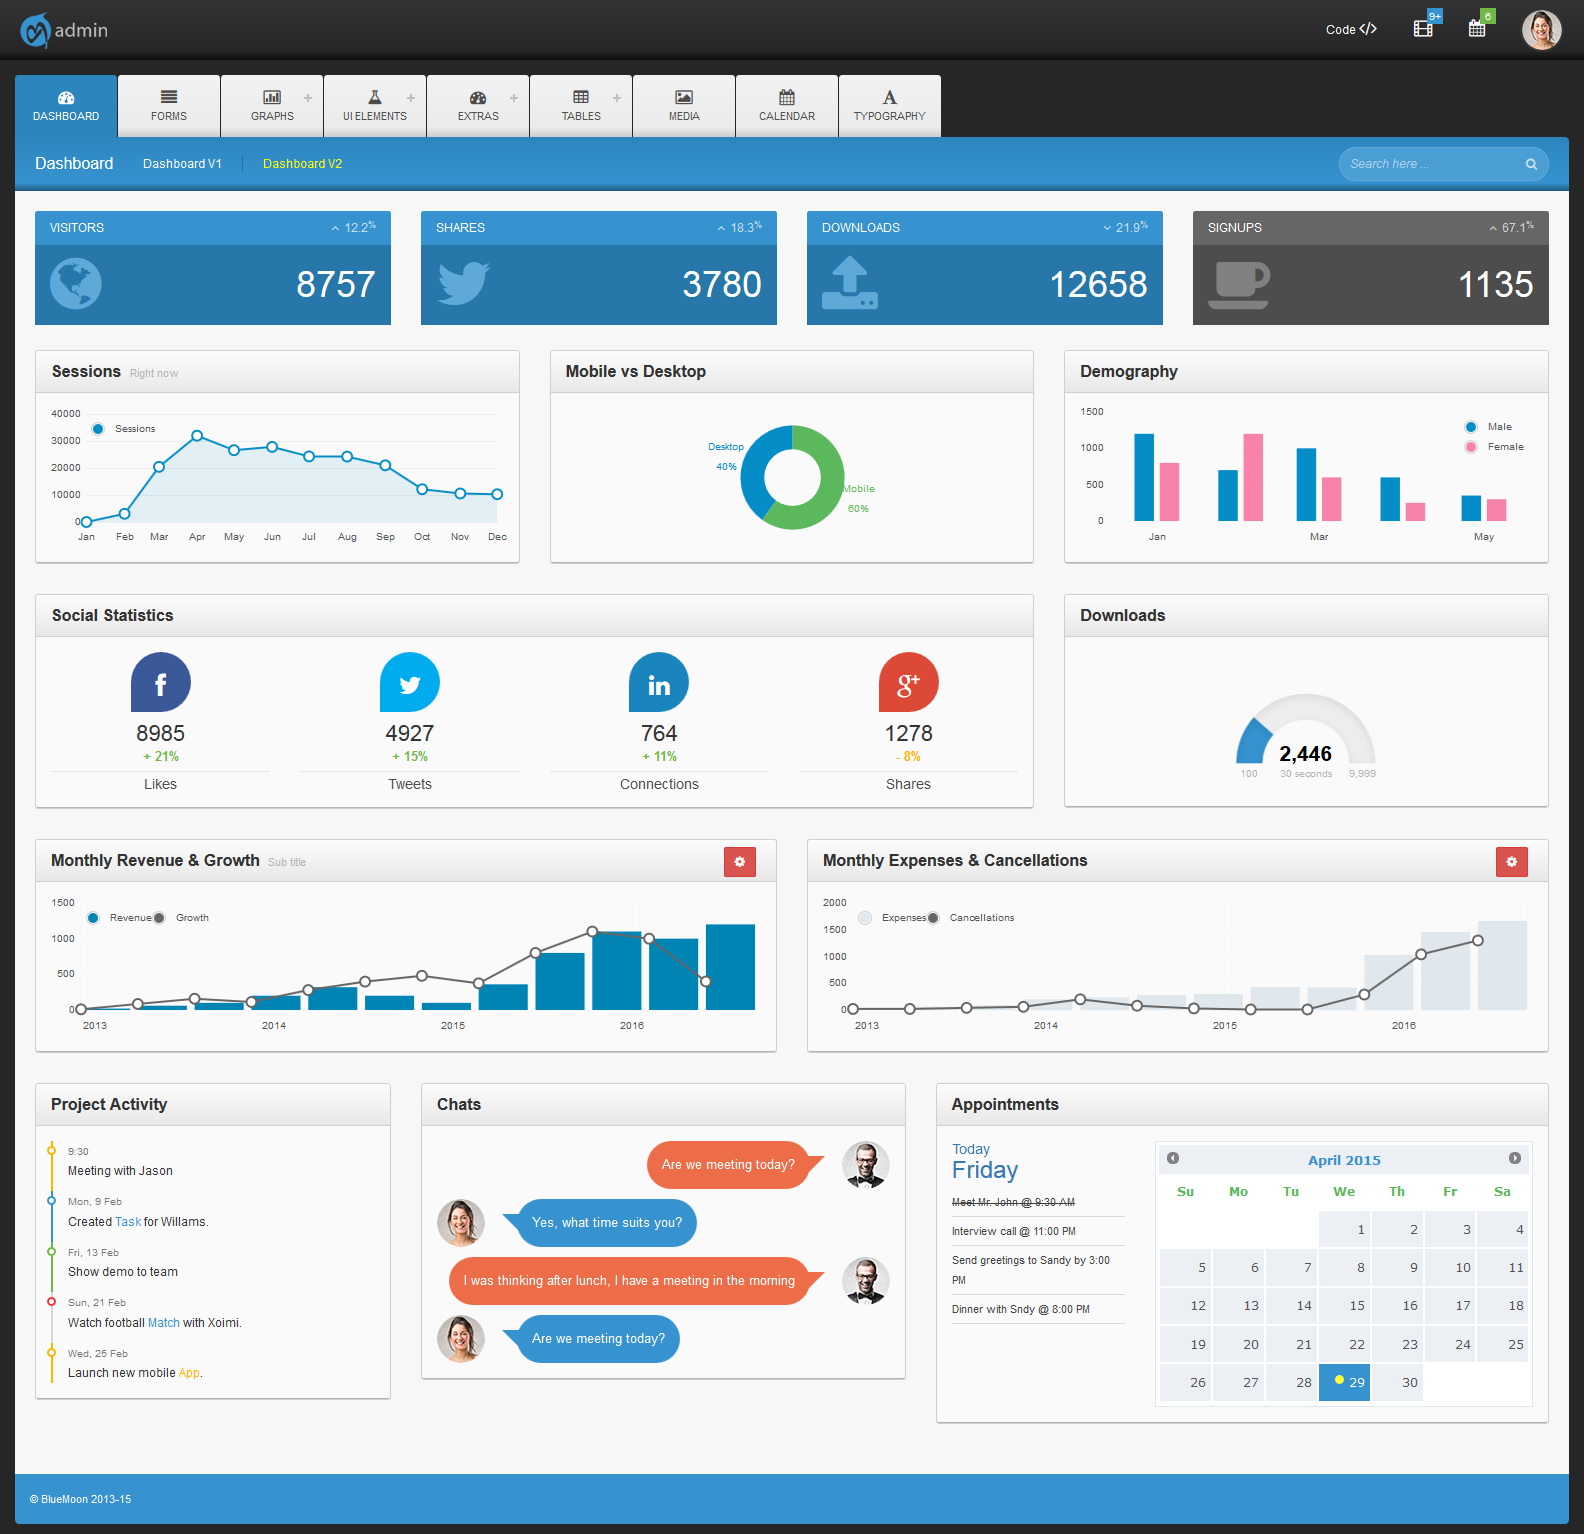 admin
Code </>
9+
6
DASHBOARD
FORMS
GRAPHS +
UI ELEMENTS +
EXTRAS +
TABLES +
MEDIA
CALENDAR
TYPOGRAPHY
Dashboard
Dashboard V1
Dashboard V2
Search here ...
VISITORS 12.2%
8757
SHARES 18.3%
3780
DOWNLOADS 21.9%
12658
SIGNUPS 67.1%
1135
Sessions Right now
40000
30000
20000
10000
0
Sessions
Jan Feb Mar Apr May Jun Jul Aug Sep Oct Nov Dec
Mobile vs Desktop
Desktop
40%
Mobile
60%
Demography
1500
1000
500
0
Male
Female
Jan Mar May
Social Statistics
f
8985
+ 21%
Likes
4927
+ 15%
Tweets
in
764
+ 11%
Connections
g+
1278
- 8%
Shares
Downloads
2,446
100 30 seconds 9,999
Monthly Revenue & Growth Sub title
1500
1000
500
0
Revenue Growth
2013 2014 2015 2016
Monthly Expenses & Cancellations
2000
1500
1000
500
0
Expenses Cancellations
2013 2014 2015 2016
Project Activity
9:30
Meeting with Jason
Mon, 9 Feb
Created Task for Willams.
Fri, 13 Feb
Show demo to team
Sun, 21 Feb
Watch football Match with Xoimi.
Wed, 25 Feb
Launch new mobile App.
Chats
Are we meeting today?
Yes, what time suits you?
I was thinking after lunch, I have a meeting in the morning
Are we meeting today?
Appointments
Today
Friday
Meet Mr. John @ 9:30 AM
Interview call @ 11:00 PM
Send greetings to Sandy by 3:00
PM
Dinner with Sndy @ 8:00 PM
April 2015
Su Mo Tu We Th Fr Sa
1 2 3 4
5 6 7 8 9 10 11
12 13 14 15 16 17 18
19 20 21 22 23 24 25
26 27 28 29 30
© BlueMoon 2013-15